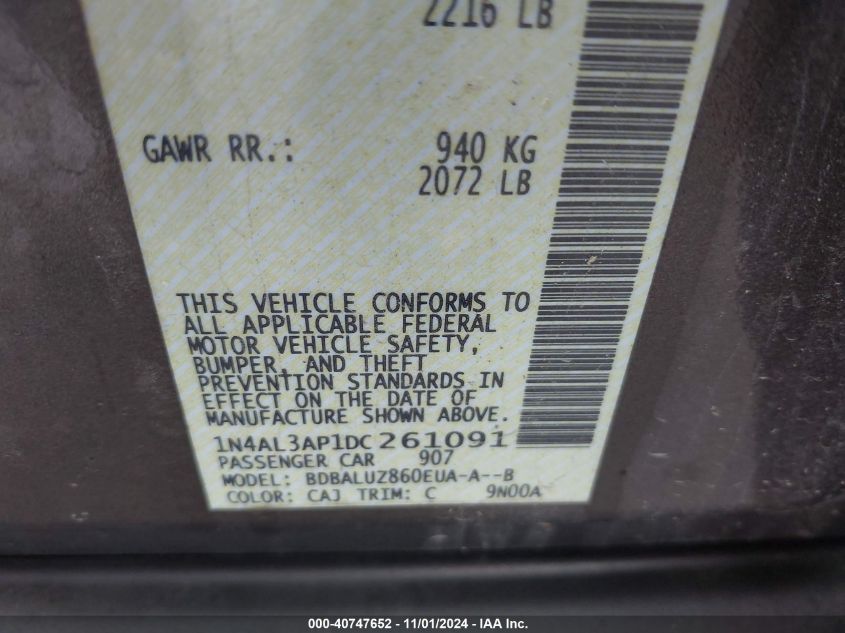 2216 LB
GAWR RR.: 940 KG
2072 LB
THIS VEHICLE CONFORMS TO
ALL APPLICABLE FEDERAL
MOTOR VEHICLE SAFETY,
BUMPER, AND THEFT
PREVENTION STANDARDS IN
EFFECT ON THE DATE OF
MANUFACTURE SHOWN ABOVE.
1N4AL3AP1DC261091
PASSENGER CAR 907
MODEL: BDBALUZ860EUA-A--B
COLOR: CAJ TRIM: C 9N00A
000-40747652 - 11/01/2024 - IAA Inc.